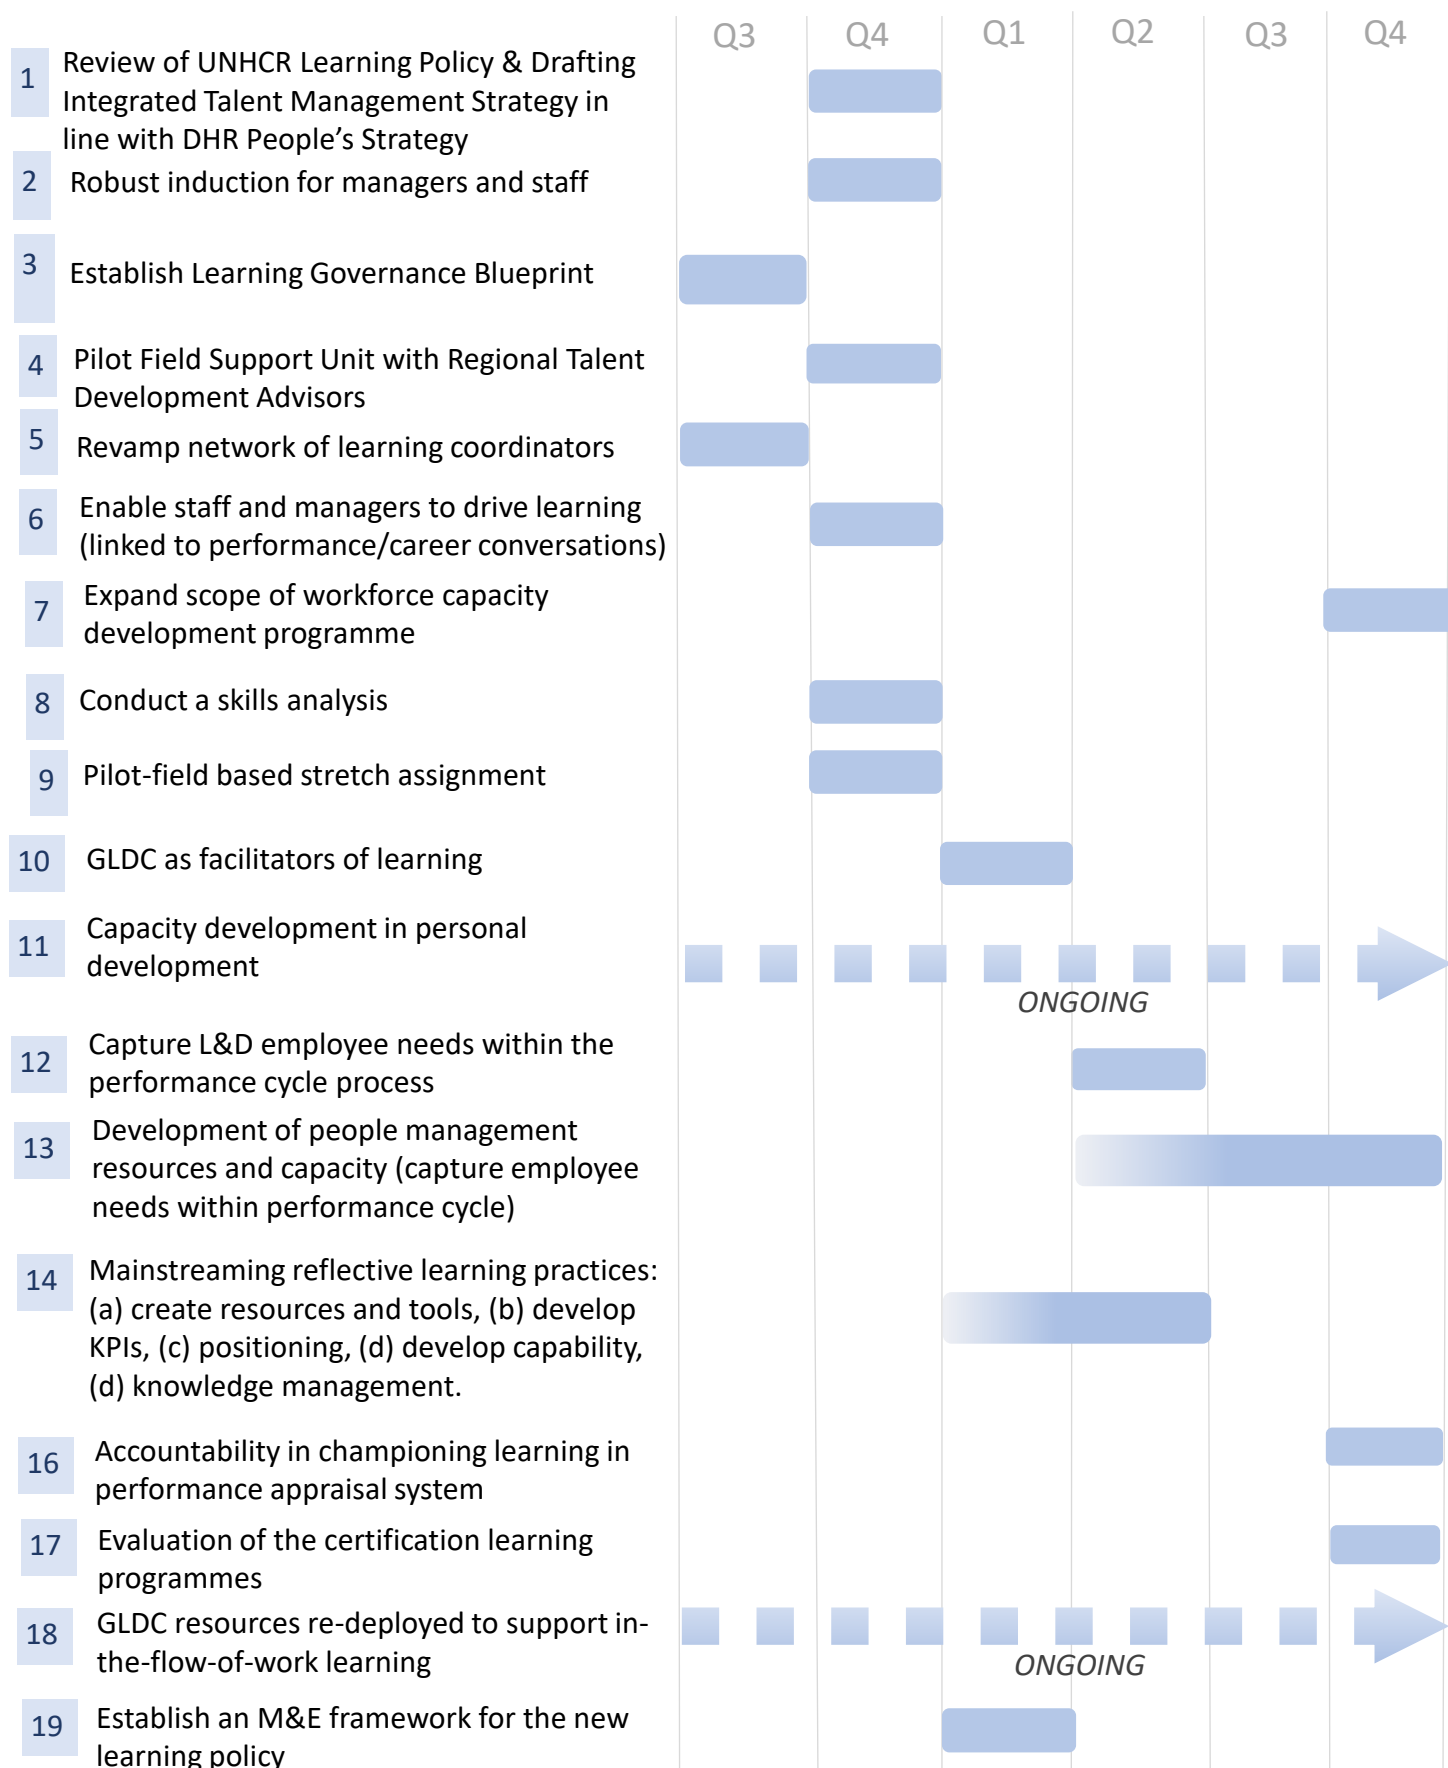 Q3 Q4 Q1 Q2 Q3 Q4
1 Review of UNHCR Learning Policy & Drafting
Integrated Talent Management Strategy in
line with DHR People’s Strategy
2 Robust induction for managers and staff
3 Establish Learning Governance Blueprint
4 Pilot Field Support Unit with Regional Talent
Development Advisors
5 Revamp network of learning coordinators
6 Enable staff and managers to drive learning
(linked to performance/career conversations)
7 Expand scope of workforce capacity
development programme
8 Conduct a skills analysis
9 Pilot-field based stretch assignment
10 GLDC as facilitators of learning
11 Capacity development in personal
development
ONGOING
12 Capture L&D employee needs within the
performance cycle process
13 Development of people management
resources and capacity (capture employee
needs within performance cycle)
14 Mainstreaming reflective learning practices:
(a) create resources and tools, (b) develop
KPIs, (c) positioning, (d) develop capability,
(d) knowledge management.
16 Accountability in championing learning in
performance appraisal system
17 Evaluation of the certification learning
programmes
18 GLDC resources re-deployed to support in-
the-flow-of-work learning
ONGOING
19 Establish an M&E framework for the new
learning policy